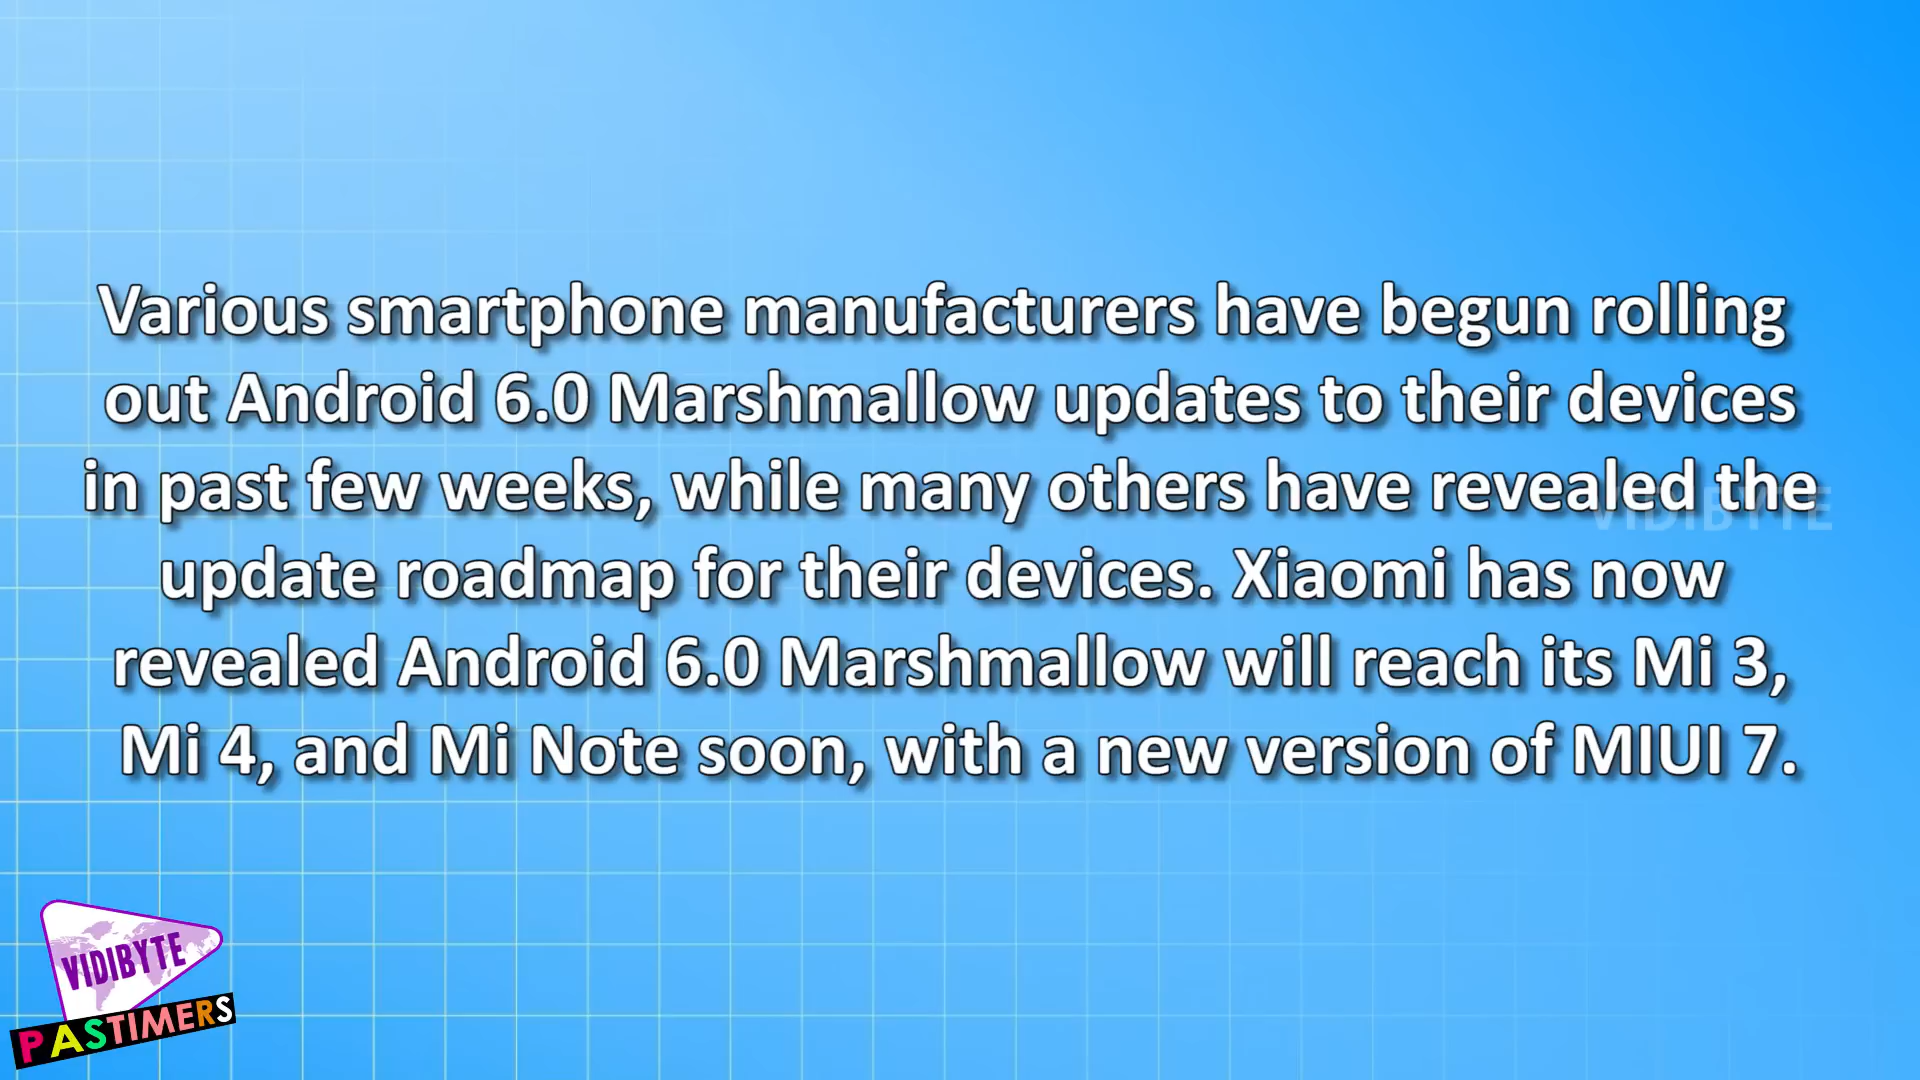 Various smartphone manufacturers have begun rolling
out Android 6.0 Marshmallow updates to their devices
in past few weeks, while many others have revealed the
VIDIBYTE
update roadmap for their devices. Xiaomi has now
revealed Android 6.0 Marshmallow will reach its Mi 3,
Mi 4, and Mi Note soon, with a new version of MIUI 7.
VIDIBYTE
PASTIMERS